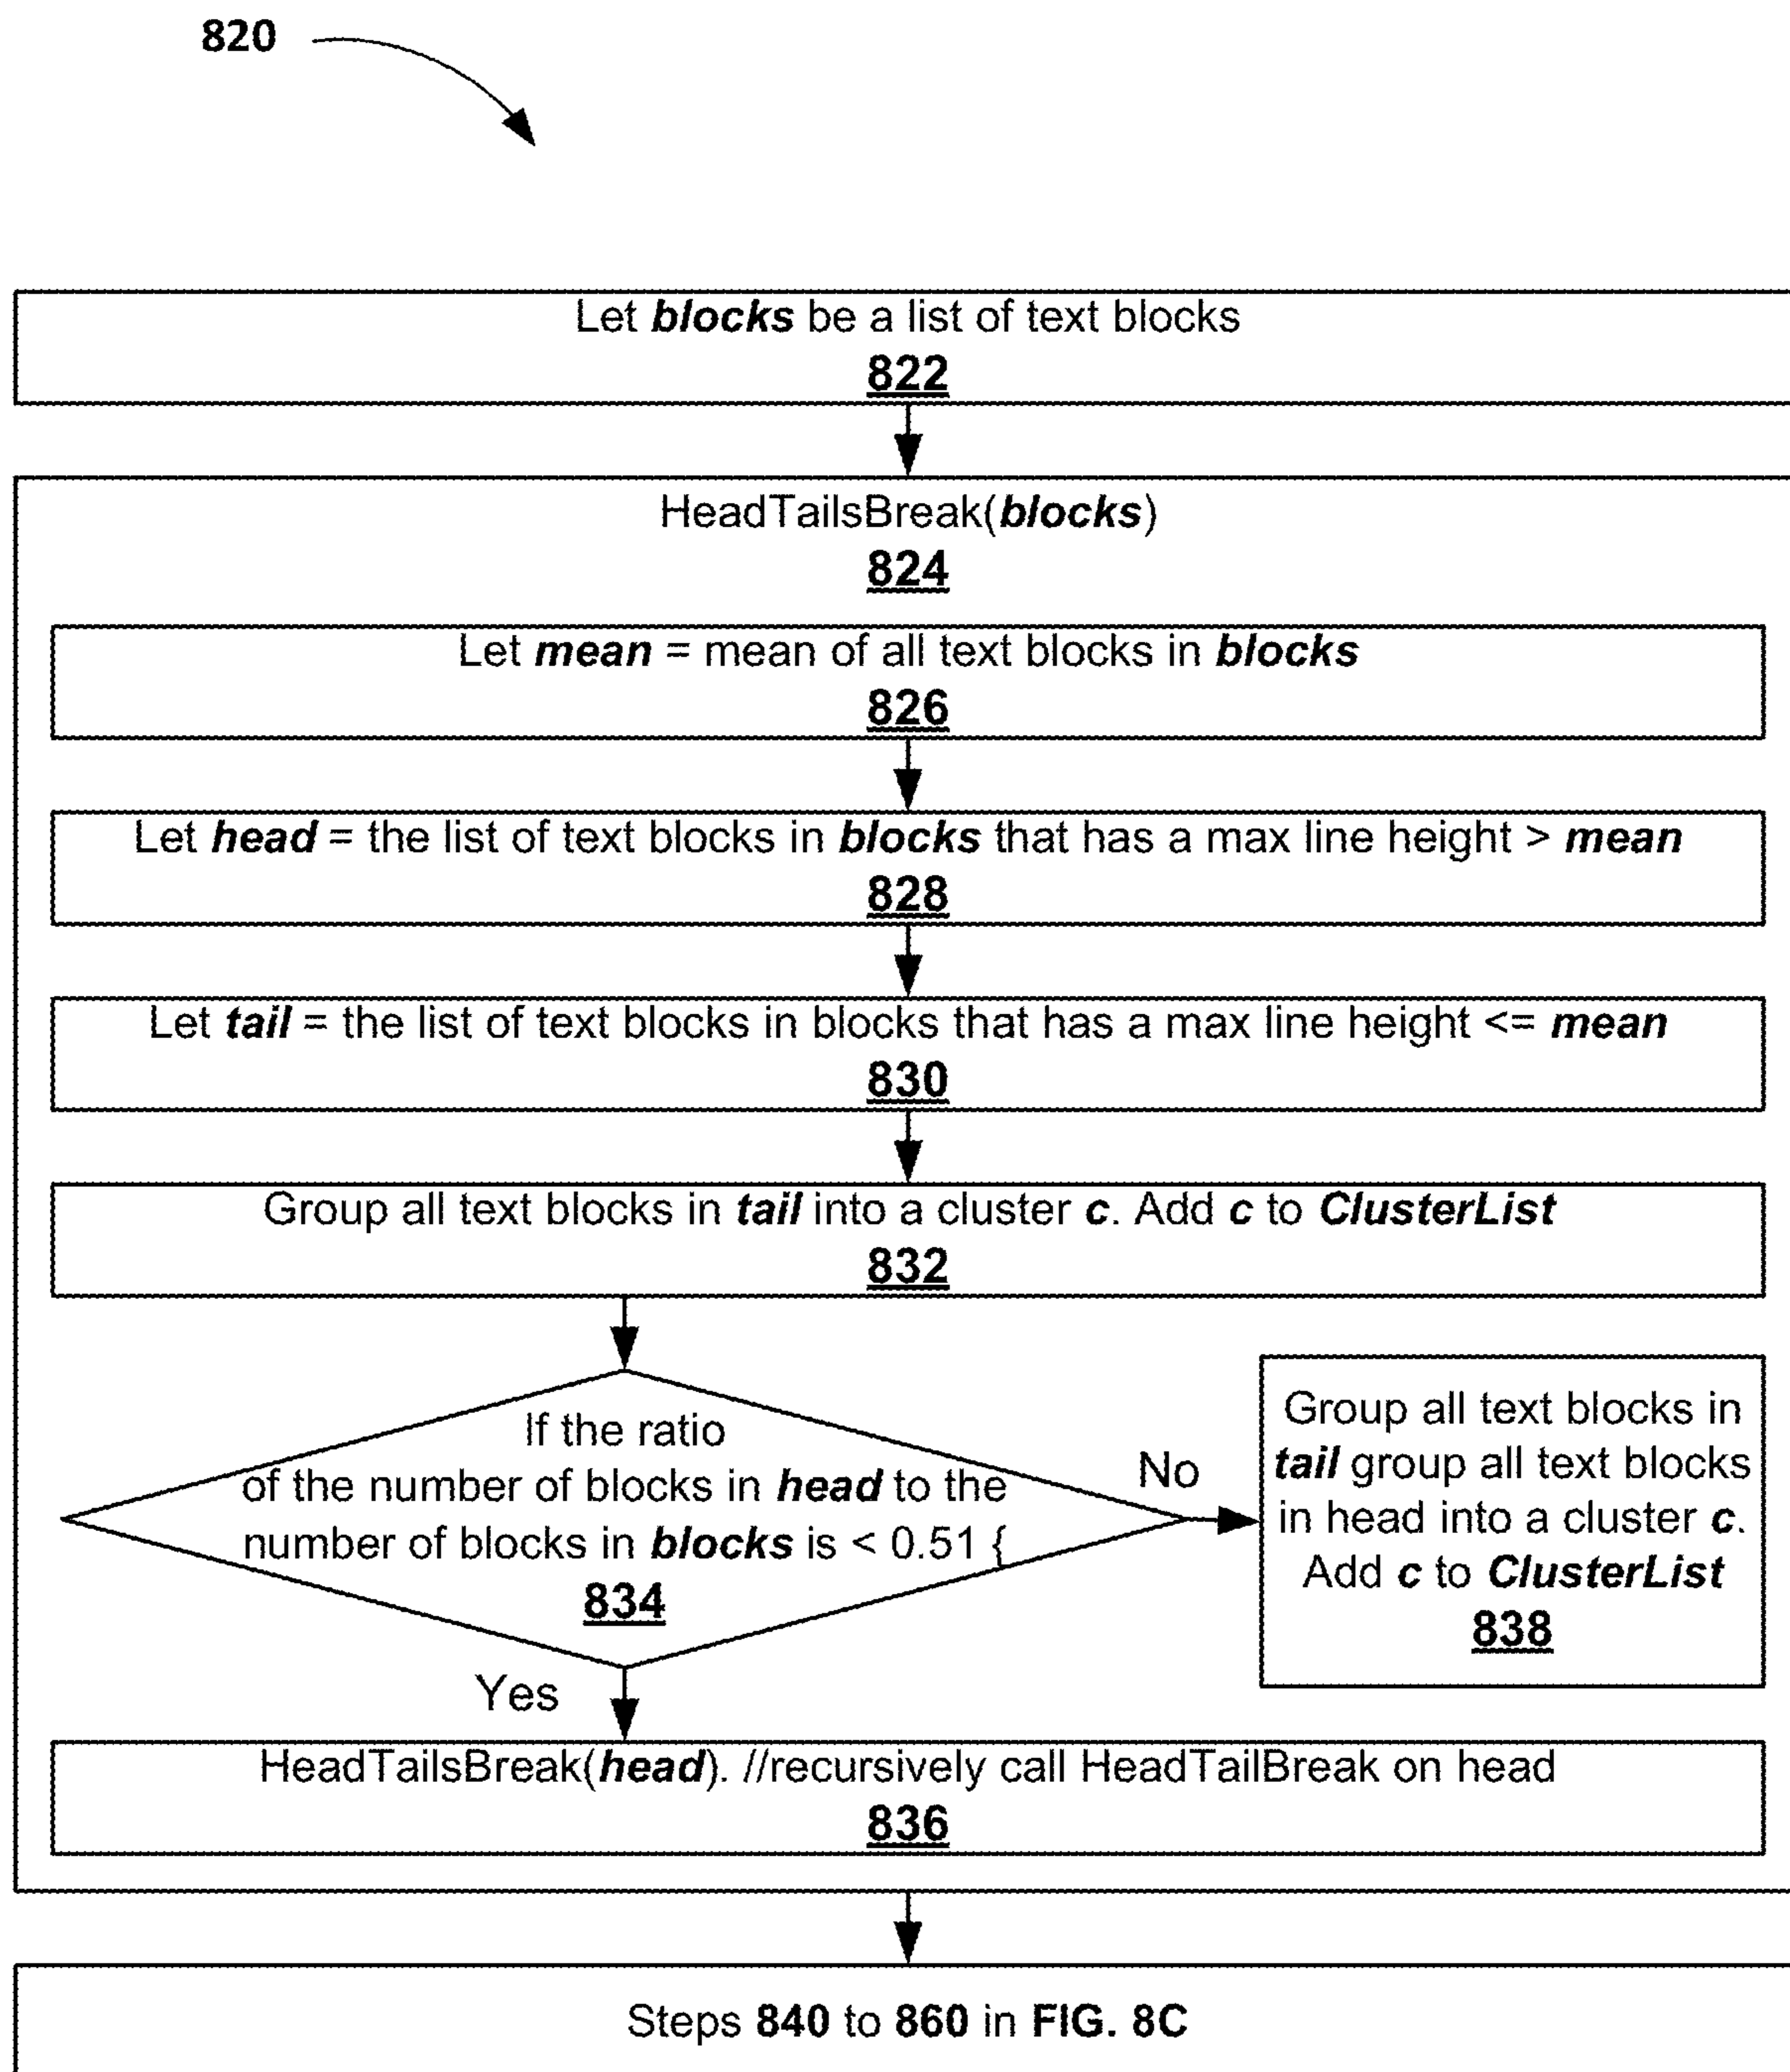 820
Let blocks be a list of text blocks
822
HeadTailsBreak(blocks)
824
Let mean = mean of all text blocks in blocks
826
Let head = the list of text blocks in blocks that has a max line height > mean
828
Let tail = the list of text blocks in blocks that has a max line height <= mean
830
Group all text blocks in tail into a cluster c. Add c to ClusterList
832
If the ratio
of the number of blocks in head to the
number of blocks in blocks is < 0.51 {
834
No
Group all text blocks in
tail group all text blocks
in head into a cluster c.
Add c to ClusterList
838
Yes
HeadTailsBreak(head). //recursively call HeadTailBreak on head
836
Steps 840 to 860 in FIG. 8C